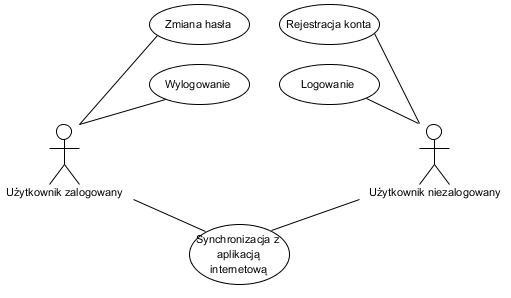 Zmiana hasła
Rejestracja konta
Wylogowanie
Logowanie
Użytkownik zalogowany
Użytkownik niezalogowany
Synchronizacja z
aplikacją
internetową